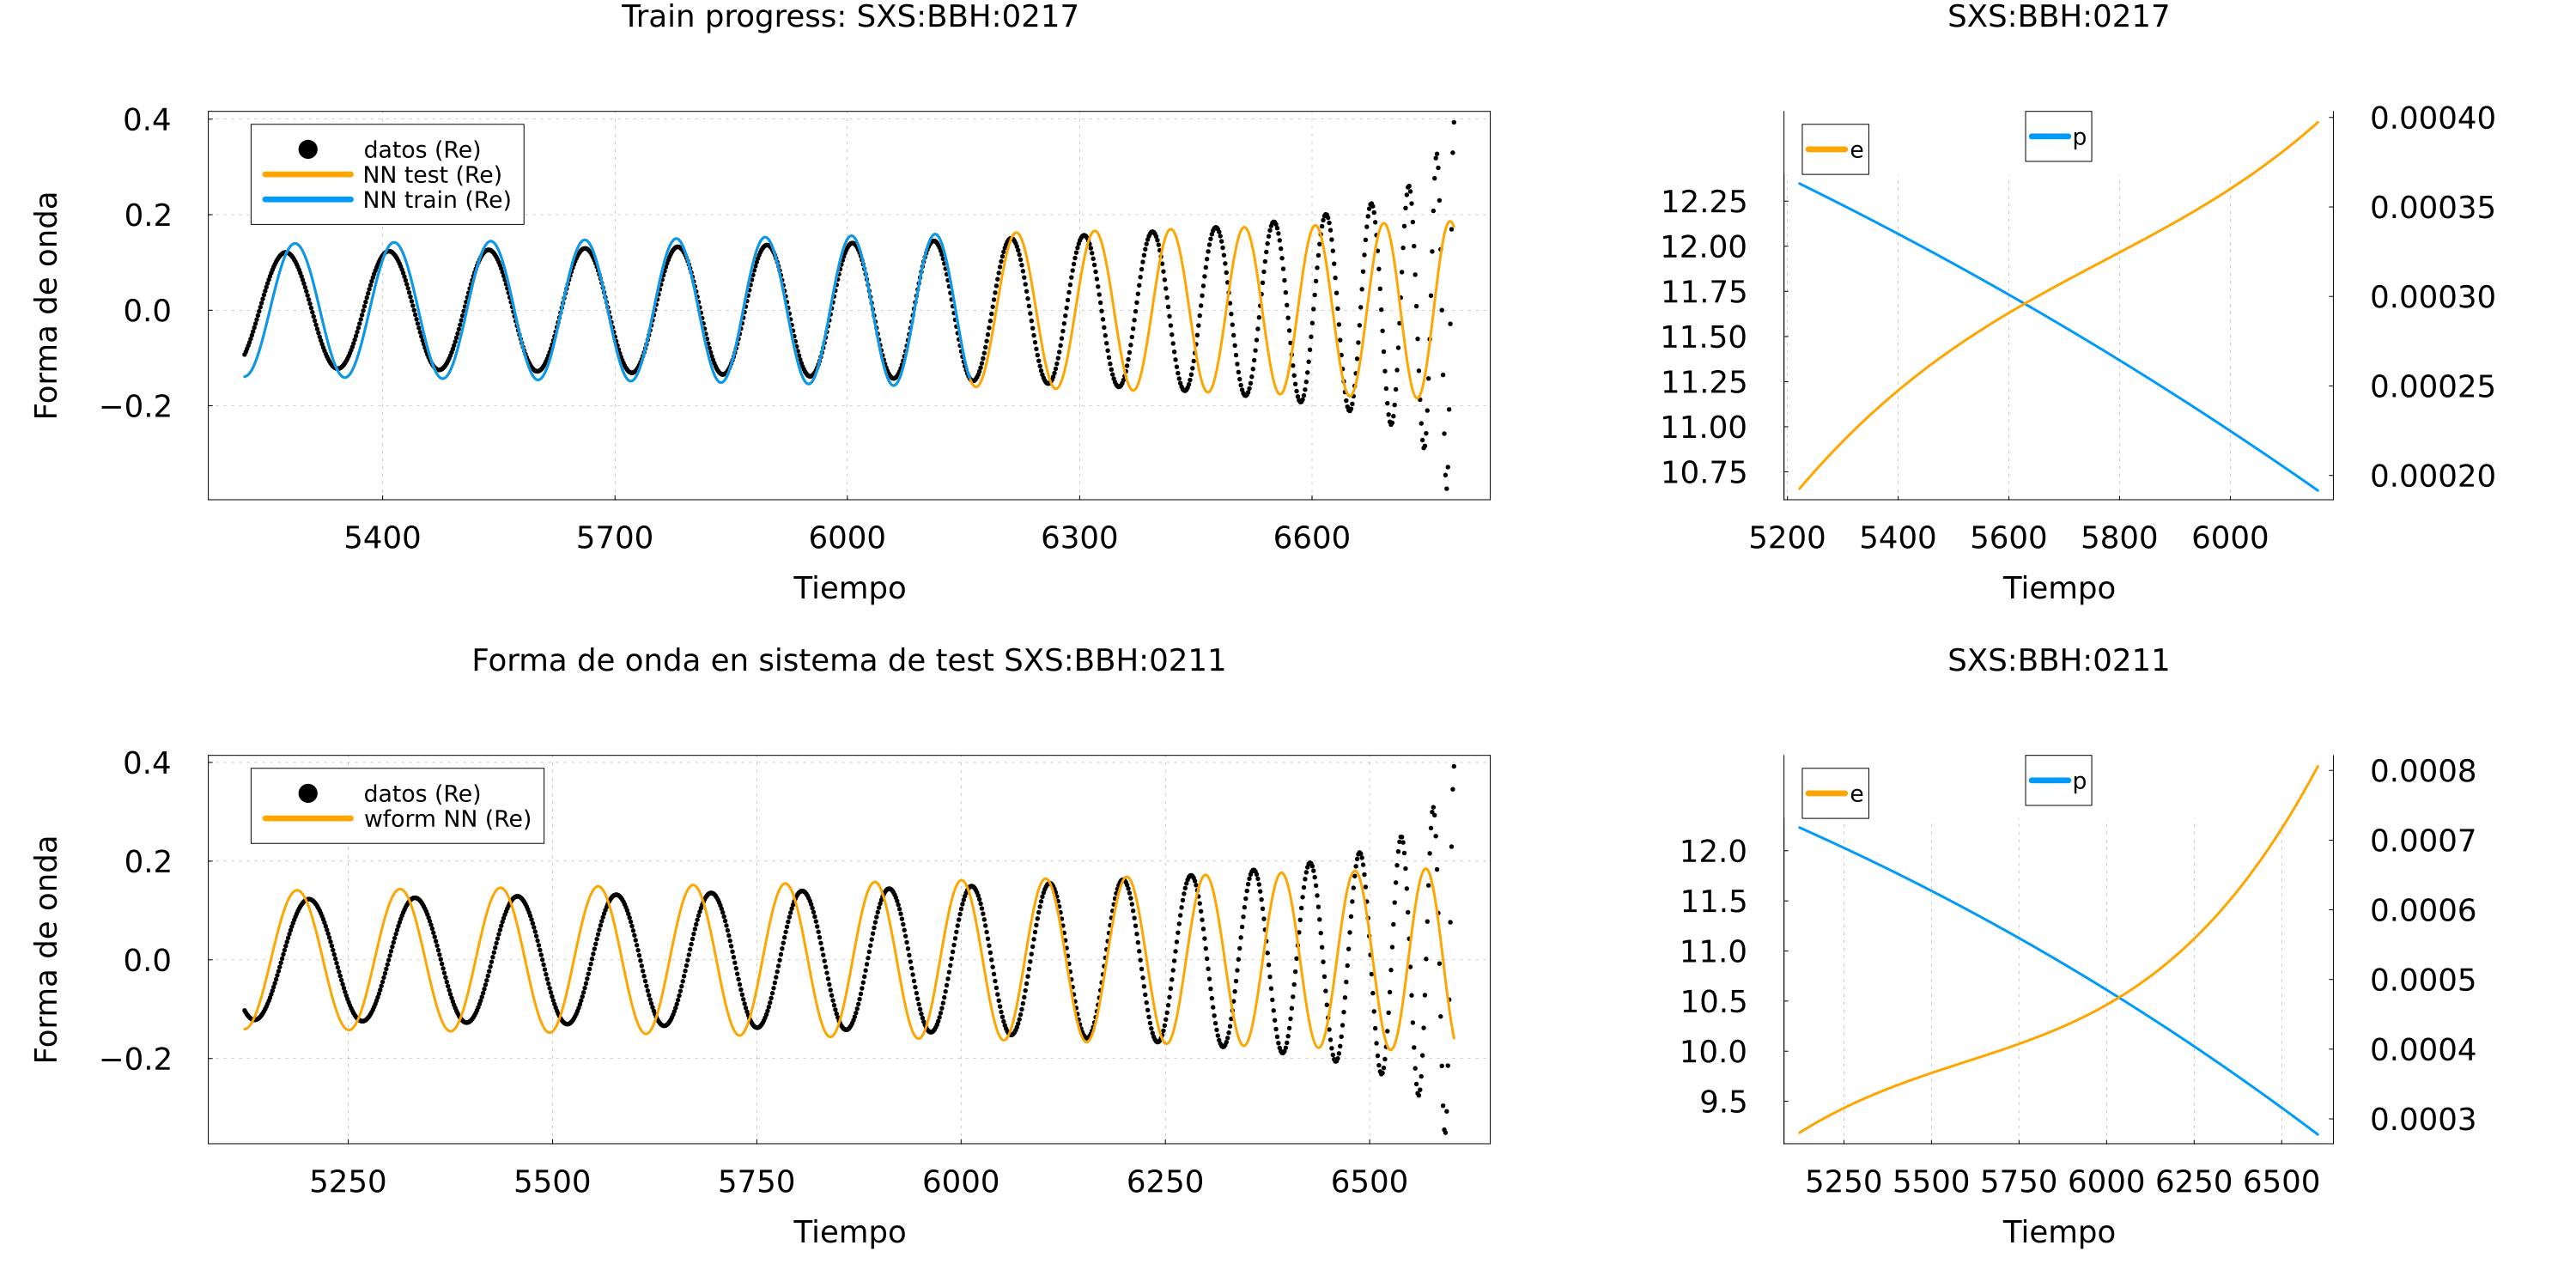 Train progress: SXS:BBH:0217
datos (Re)
NN test (Re)
NN train (Re)
Forma de onda
0.4
0.2
0.0
−0.2
5400 5700 6000 6300 6600
Tiempo
SXS:BBH:0217
e
p
12.25
12.00
11.75
11.50
11.25
11.00
10.75
0.00040
0.00035
0.00030
0.00025
0.00020
5200 5400 5600 5800 6000
Tiempo
Forma de onda en sistema de test SXS:BBH:0211
datos (Re)
wform NN (Re)
Forma de onda
0.4
0.2
0.0
−0.2
5250 5500 5750 6000 6250 6500
Tiempo
SXS:BBH:0211
e
p
12.0
11.5
11.0
10.5
10.0
9.5
0.0008
0.0007
0.0006
0.0005
0.0004
0.0003
5250 5500 5750 6000 6250 6500
Tiempo